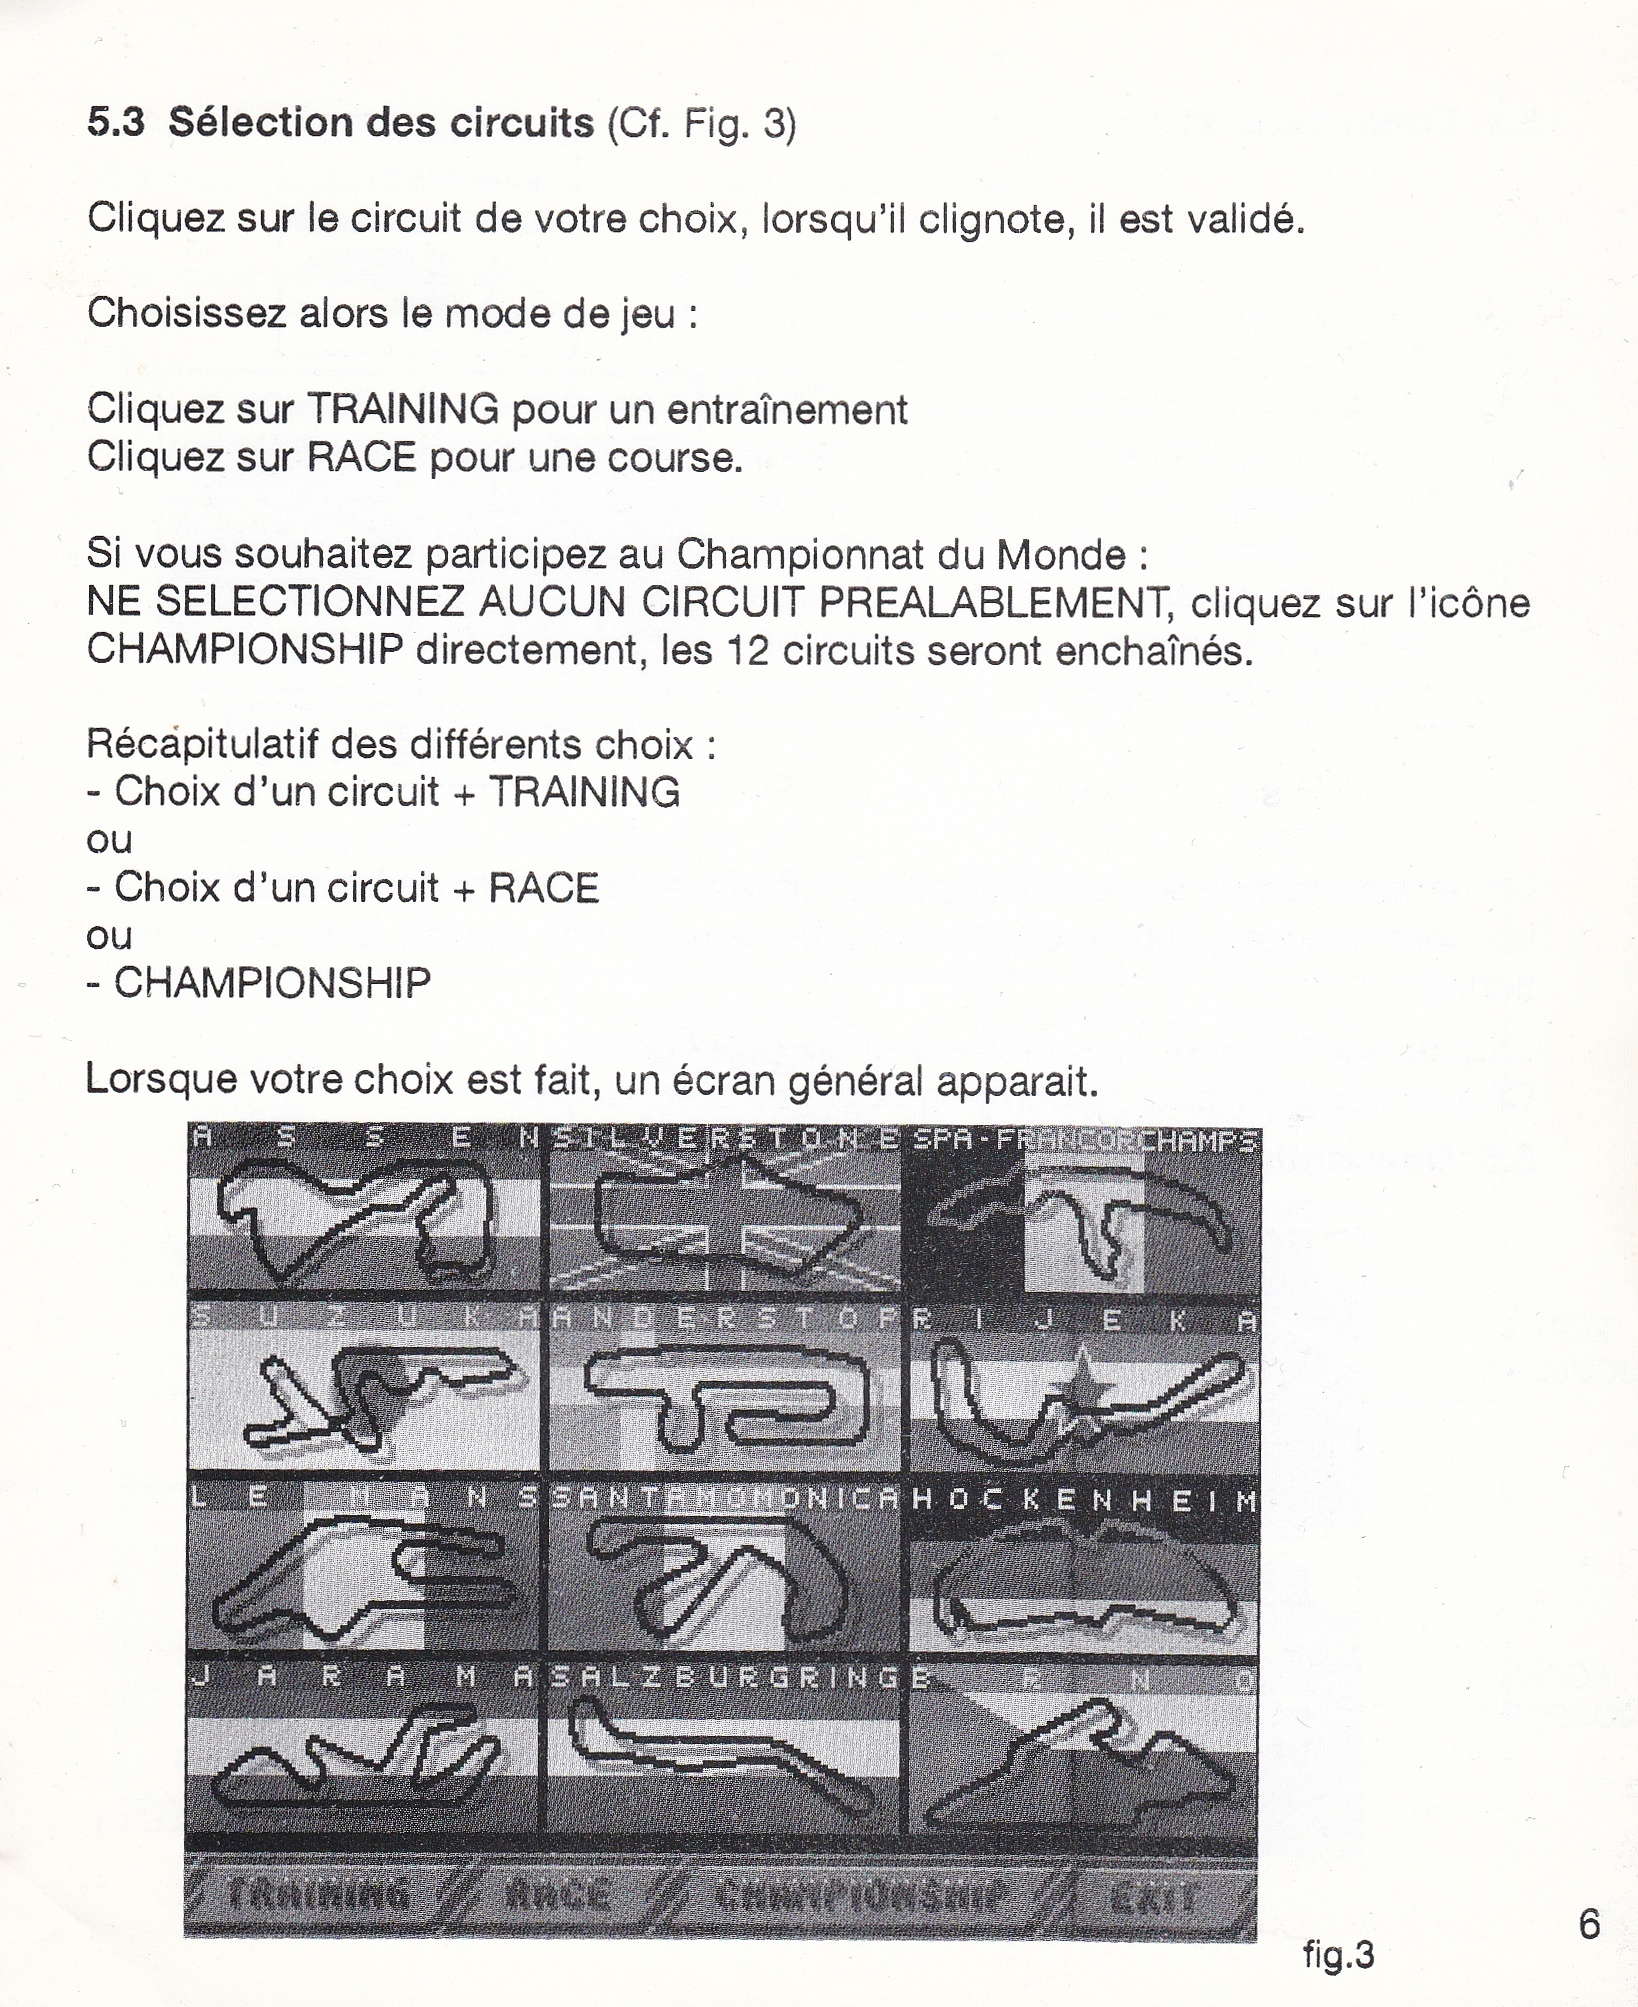 5.3 Sélection des circuits (Cf. Fig. 3)
Cliquez sur le circuit de votre choix, lorsqu'il clignote, il est validé.
Choisissez alors le mode de jeu :
Cliquez sur TRAINING pour un entraînement
Cliquez sur RACE pour une course.
Si vous souhaitez participez au Championnat du Monde :
NE SELECTIONNEZ AUCUN CIRCUIT PREALABLEMENT, cliquez sur l'icône
CHAMPIONSHIP directement, les 12 circuits seront enchaînés.
Récapitulatif des différents choix :
- Choix d'un circuit + TRAINING
ou
- Choix d'un circuit + RACE
ou
- CHAMPIONSHIP
Lorsque votre choix est fait, un écran général apparait.
ASSEN SILVERSTONE SPA-FRANCORCHAMPS
SUZUKA ANDERSTOP RIJEKA
LE MANS SANTAMOMONICA HOCKENHEIM
JARAMA SALZBURGRING BRNO
TRAINING RACE CHAMPIONSHIP EXIT
fig.3
6